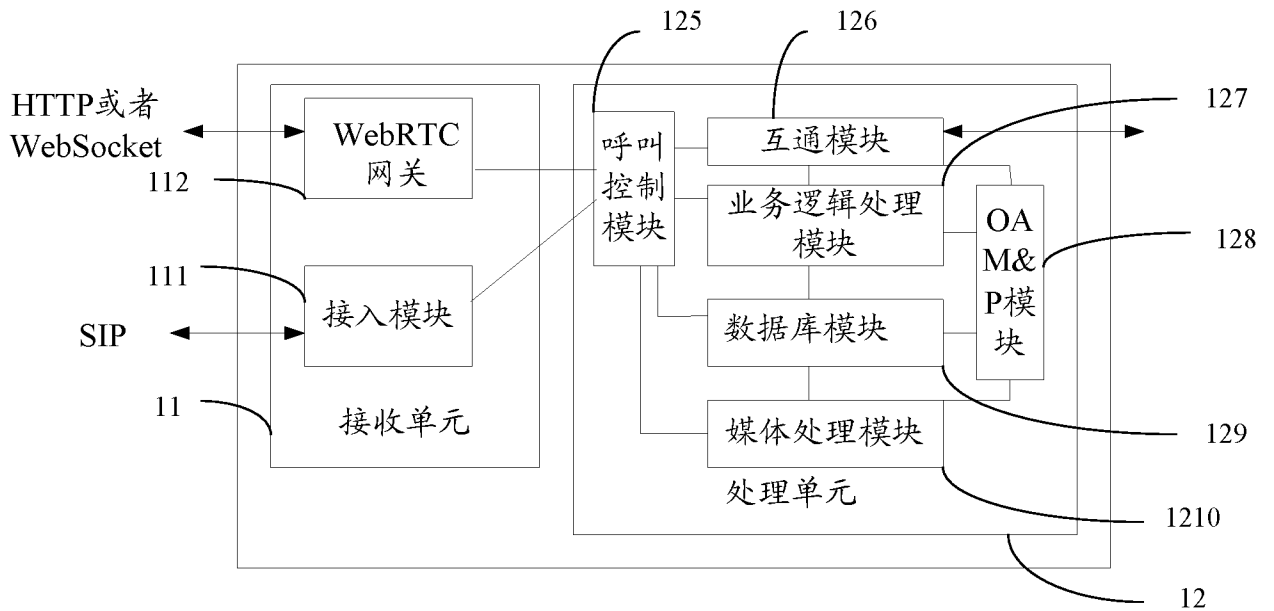 125
126
127
HTTP或者
WebSocket
WebRTC
网关
112
呼叫
控制
模块
互通模块
业务逻辑处理
模块
OA
M&
P模
块
128
111
接入模块
SIP
数据库模块
11
接收单元
媒体处理模块
129
处理单元
1210
12